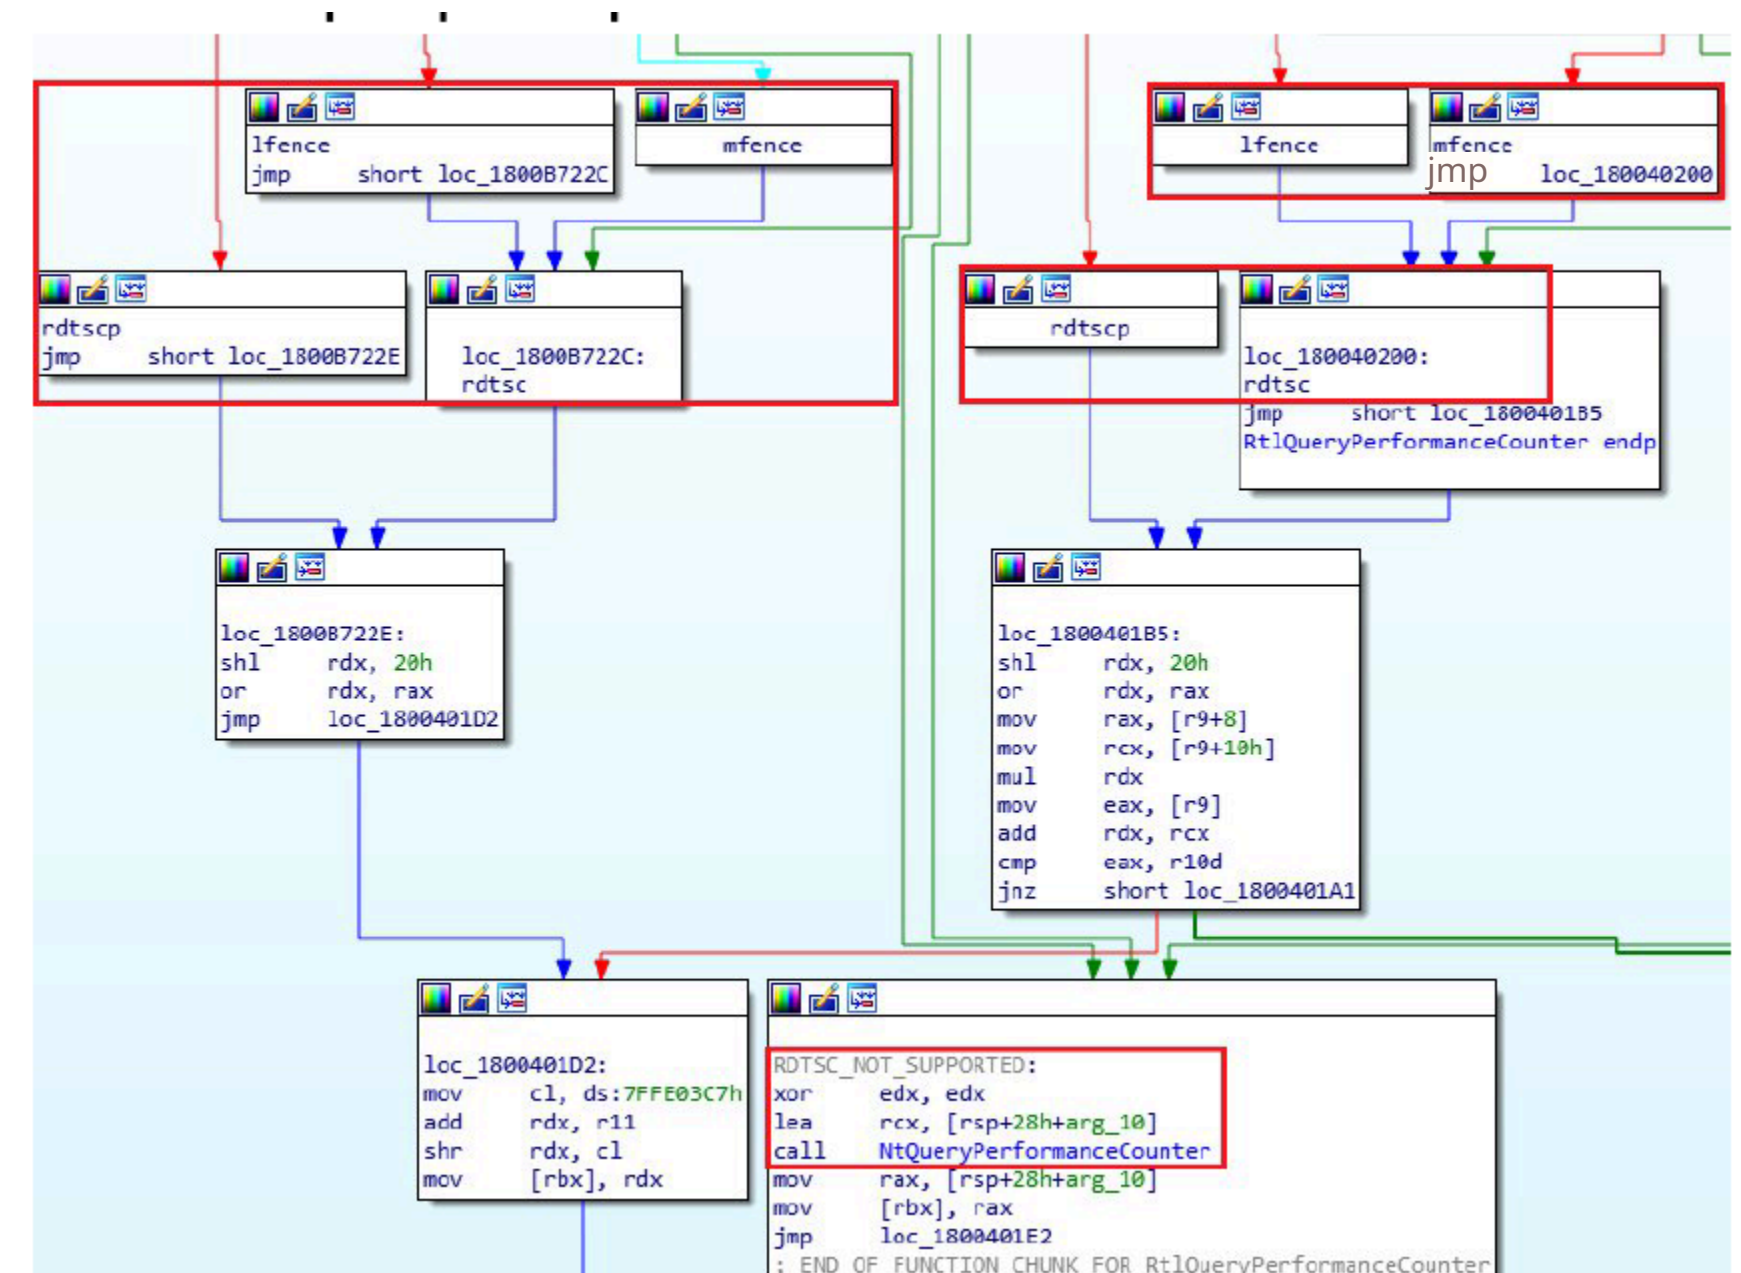 lfence
jmp short loc_1800B722C
mfence
lfence
mfence
jmp loc_180040200
rdtscp
jmp short loc_1800B722E
loc_1800B722C:
rdtsc
rdtscp
loc_180040200:
rdtsc
jmp short loc_1800401B5
RtlQueryPerformanceCounter endp
loc_1800B722E:
shl rdx, 20h
or rdx, rax
jmp loc_1800401D2
loc_1800401B5:
shl rdx, 20h
or rdx, rax
mov rax, [r9+8]
mov rcx, [r9+10h]
mul rdx
mov eax, [r9]
add rdx, rcx
cmp eax, r10d
jnz short loc_1800401A1
loc_1800401D2:
mov cl, ds:7FFE03C7h
add rdx, r11
shr rdx, cl
mov [rbx], rdx
RDTSC_NOT_SUPPORTED:
xor edx, edx
lea rcx, [rsp+28h+arg_10]
call NtQueryPerformanceCounter
mov rax, [rsp+28h+arg_10]
mov [rbx], rax
jmp loc_1800401E2
; END OF FUNCTION CHUNK FOR RtlQueryPerformanceCounter